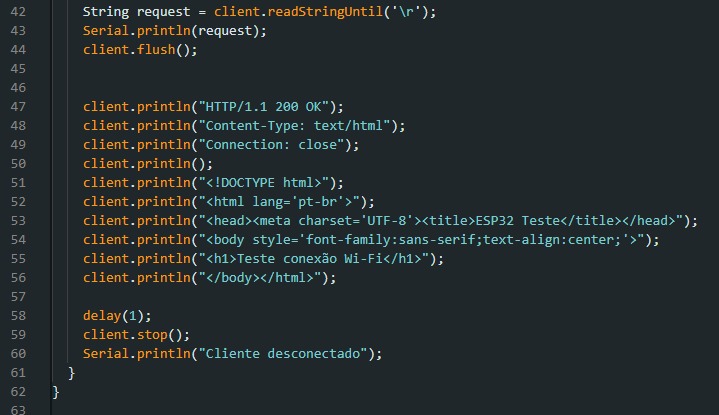 42 String request = client.readStringUntil('\r');
43 Serial.println(request);
44 client.flush();
45
46
47 client.println("HTTP/1.1 200 OK");
48 client.println("Content-Type: text/html");
49 client.println("Connection: close");
50 client.println();
51 client.println("<!DOCTYPE html>");
52 client.println("<html lang='pt-br'>");
53 client.println("<head><meta charset='UTF-8'><title>ESP32 Teste</title></head>");
54 client.println("<body style='font-family:sans-serif;text-align:center;'>");
55 client.println("<h1>Teste conexão Wi-Fi</h1>");
56 client.println("</body></html>");
57
58 delay(1);
59 client.stop();
60 Serial.println("Cliente desconectado");
61 }
62 }
63